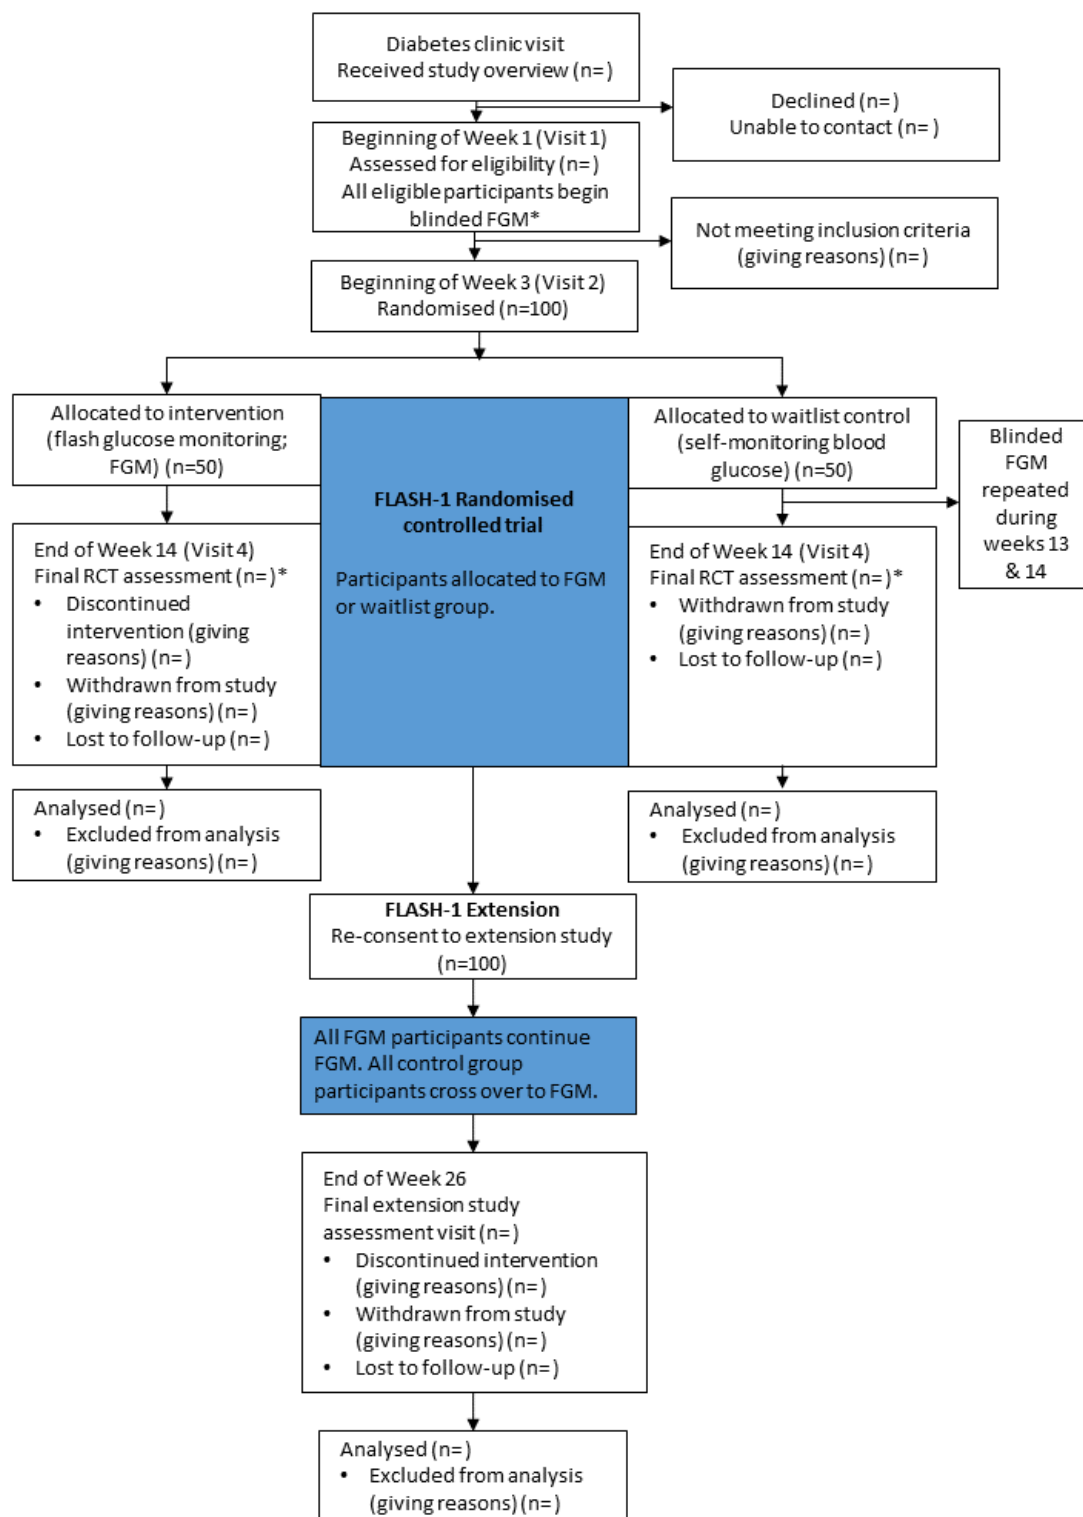 Diabetes clinic visit
Received study overview (n= )
Declined (n= )
Unable to contact (n= )
Beginning of Week 1 (Visit 1)
Assessed for eligibility (n= )
All eligible participants begin
blinded FGM*
Not meeting inclusion criteria
(giving reasons) (n= )
Beginning of Week 3 (Visit 2)
Randomised (n=100)
Allocated to intervention
(flash glucose monitoring;
FGM) (n=50)
FLASH-1 Randomised
controlled trial
Participants allocated to FGM
or waitlist group.
Allocated to waitlist control
(self-monitoring blood
glucose) (n=50)
Blinded
FGM
repeated
during
weeks 13
& 14
End of Week 14 (Visit 4)
Final RCT assessment (n= )*
• Discontinued
intervention (giving
reasons) (n= )
• Withdrawn from study
(giving reasons) (n= )
• Lost to follow-up (n= )
End of Week 14 (Visit 4)
Final RCT assessment (n= )*
• Withdrawn from study
(giving reasons) (n= )
• Lost to follow-up (n= )
Analysed (n= )
• Excluded from analysis
(giving reasons) (n= )
Analysed (n= )
• Excluded from analysis
(giving reasons) (n= )
FLASH-1 Extension
Re-consent to extension study
(n=100)
All FGM participants continue
FGM. All control group
participants cross over to FGM.
End of Week 26
Final extension study
assessment visit (n= )
• Discontinued intervention
(giving reasons) (n= )
• Withdrawn from study
(giving reasons) (n= )
• Lost to follow-up (n= )
Analysed (n= )
• Excluded from analysis
(giving reasons) (n= )